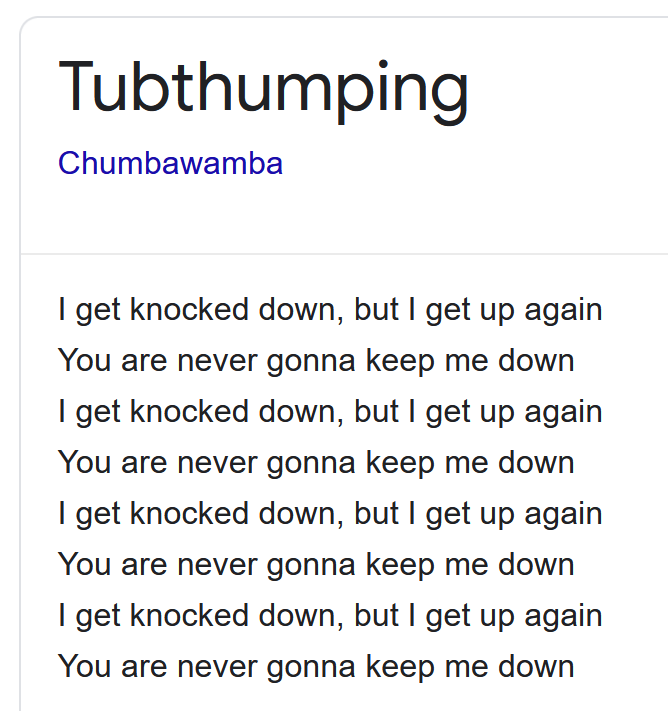 Tubthumping
Chumbawamba
I get knocked down, but I get up again
You are never gonna keep me down
I get knocked down, but I get up again
You are never gonna keep me down
I get knocked down, but I get up again
You are never gonna keep me down
I get knocked down, but I get up again
You are never gonna keep me down